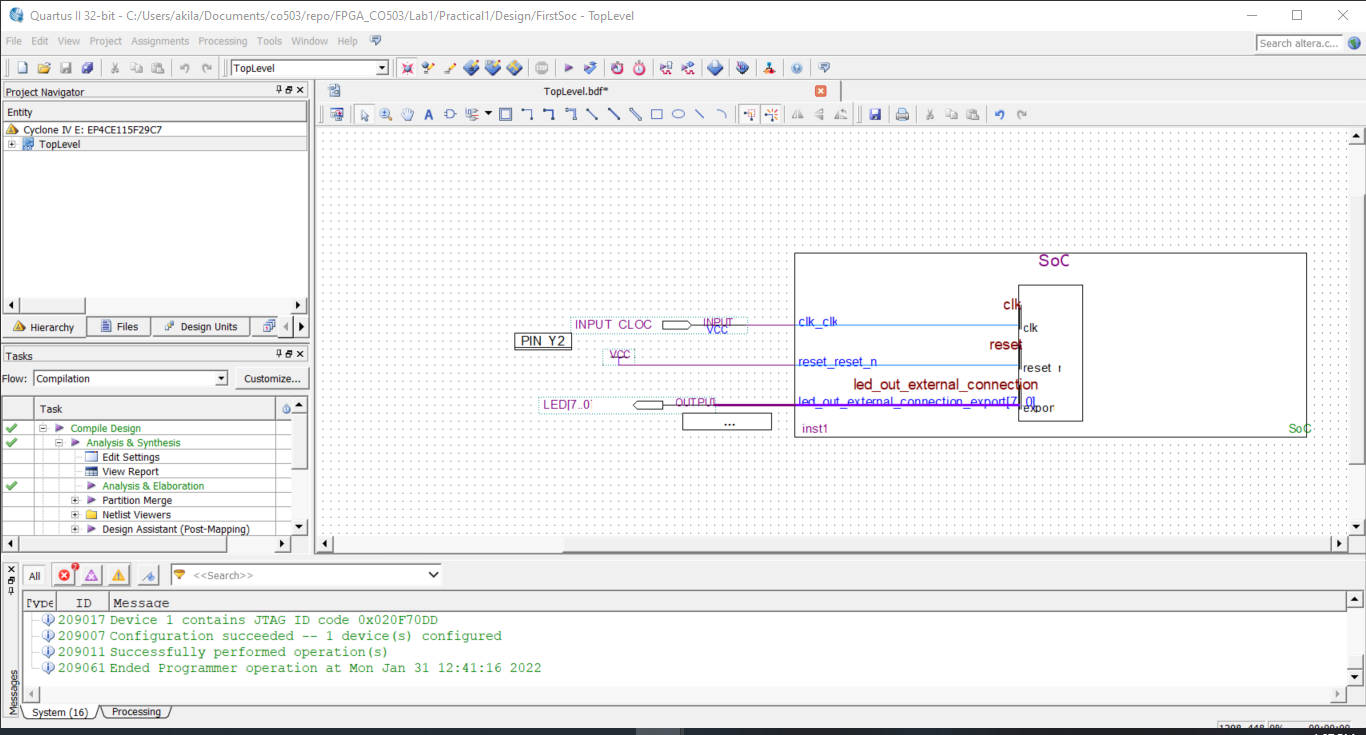 Quartus II 32-bit - C:/Users/akila/Documents/co503/repo/FPGA_CO503/Lab1/Practical1/Design/FirstSoc - TopLevel
File Edit View Project Assignments Processing Tools Window Help
Search altera.c...
TopLevel
Project Navigator
TopLevel.bdf*
Entity
Cyclone IV E: EP4CE115F29C7
TopLevel
SoC
clk
INPUT CLOC
INPUT
VCC
clk_clk
clk
PIN Y2
reset
VCC
reset_reset_n
reset r
led_out_external_connection
LED[7..0
OUTPUT
led_out_external_connection_export[7..0]
expor
...
inst1
SoC
Hierarchy Files Design Units
Tasks
Flow: Compilation Customize...
Task
Compile Design
Analysis & Synthesis
Edit Settings
View Report
Analysis & Elaboration
Partition Merge
Netlist Viewers
Design Assistant (Post-Mapping)
All
<<Search>>
Type ID Message
209017 Device 1 contains JTAG ID code 0x020F70DD
209007 Configuration succeeded -- 1 device(s) configured
209011 Successfully performed operation(s)
209061 Ended Programmer operation at Mon Jan 31 12:41:16 2022
Messages
System (16) Processing